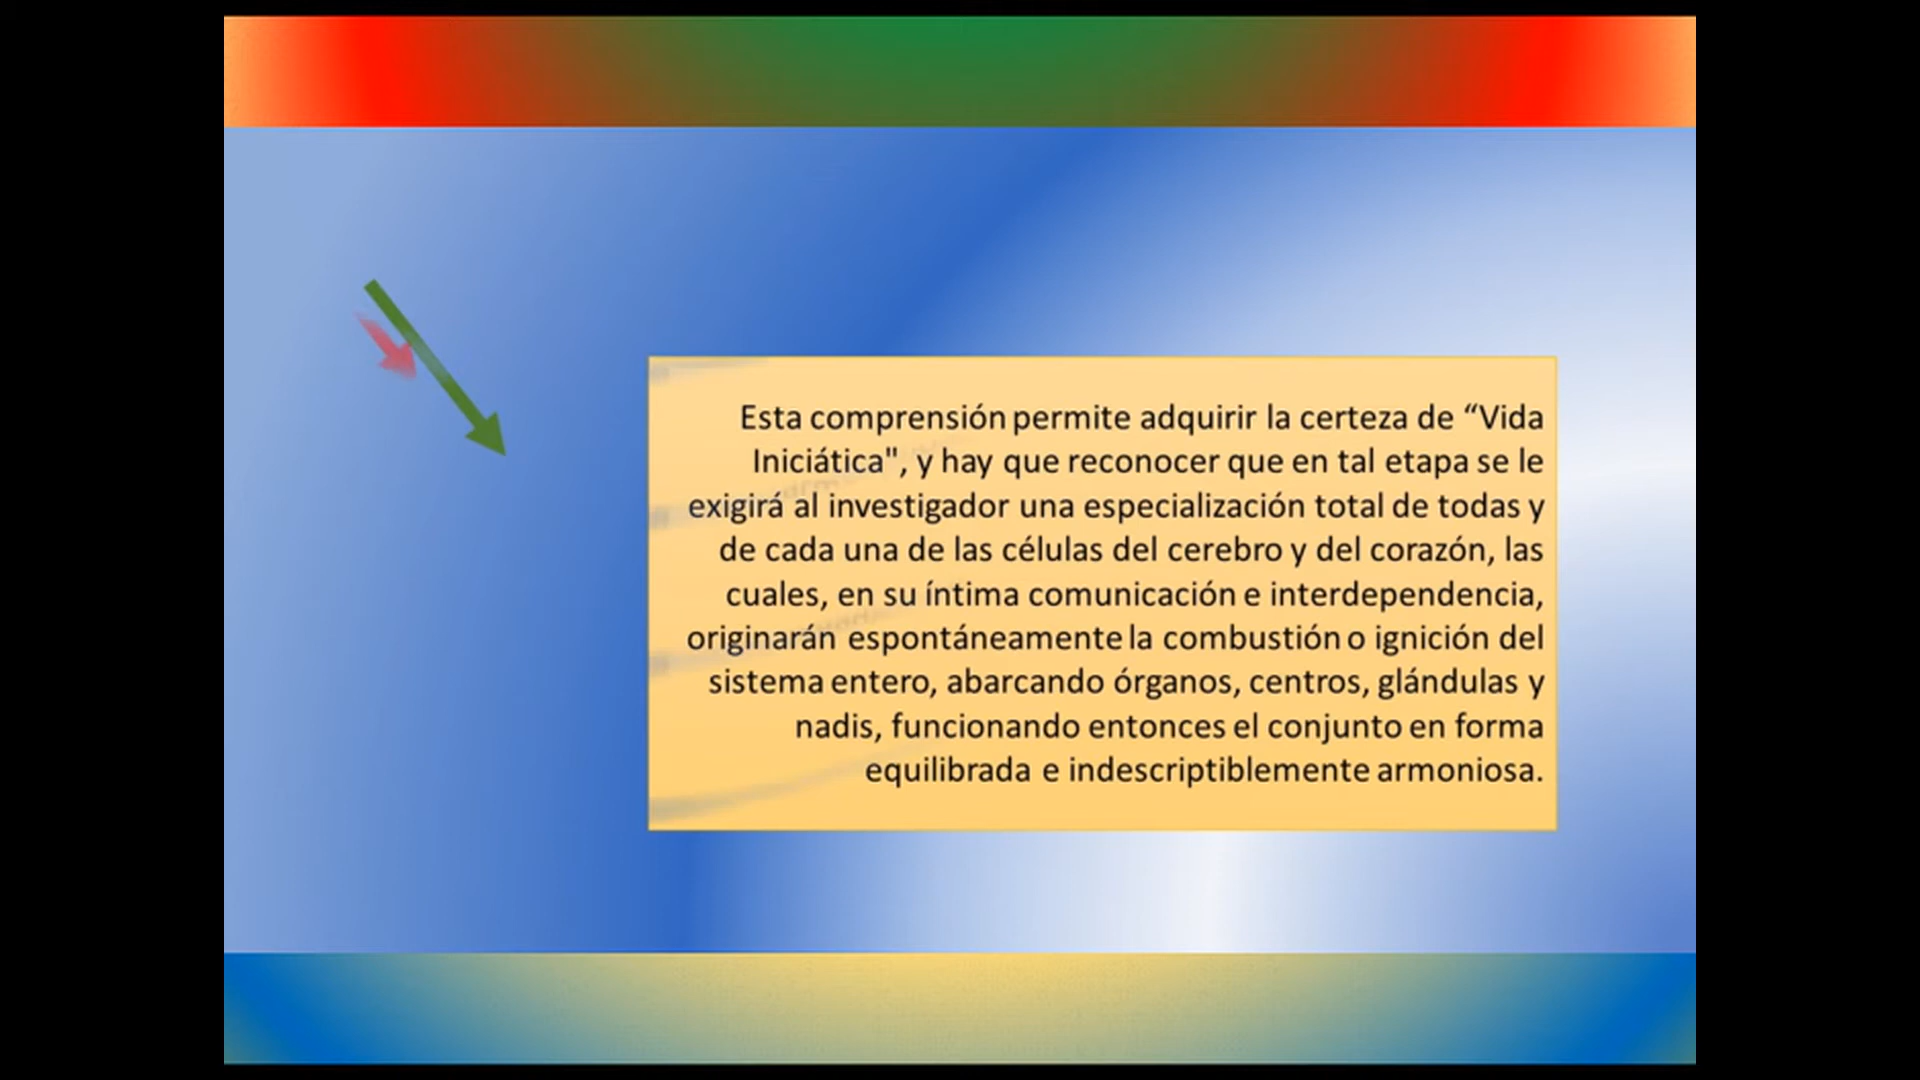 Esta comprensión permite adquirir la certeza de “Vida
Iniciática", y hay que reconocer que en tal etapa se le
exigirá al investigador una especialización total de todas y
de cada una de las células del cerebro y del corazón, las
cuales, en su íntima comunicación e interdependencia,
originarán espontáneamente la combustión o ignición del
sistema entero, abarcando órganos, centros, glándulas y
nadis, funcionando entonces el conjunto en forma
equilibrada e indescriptiblemente armoniosa.